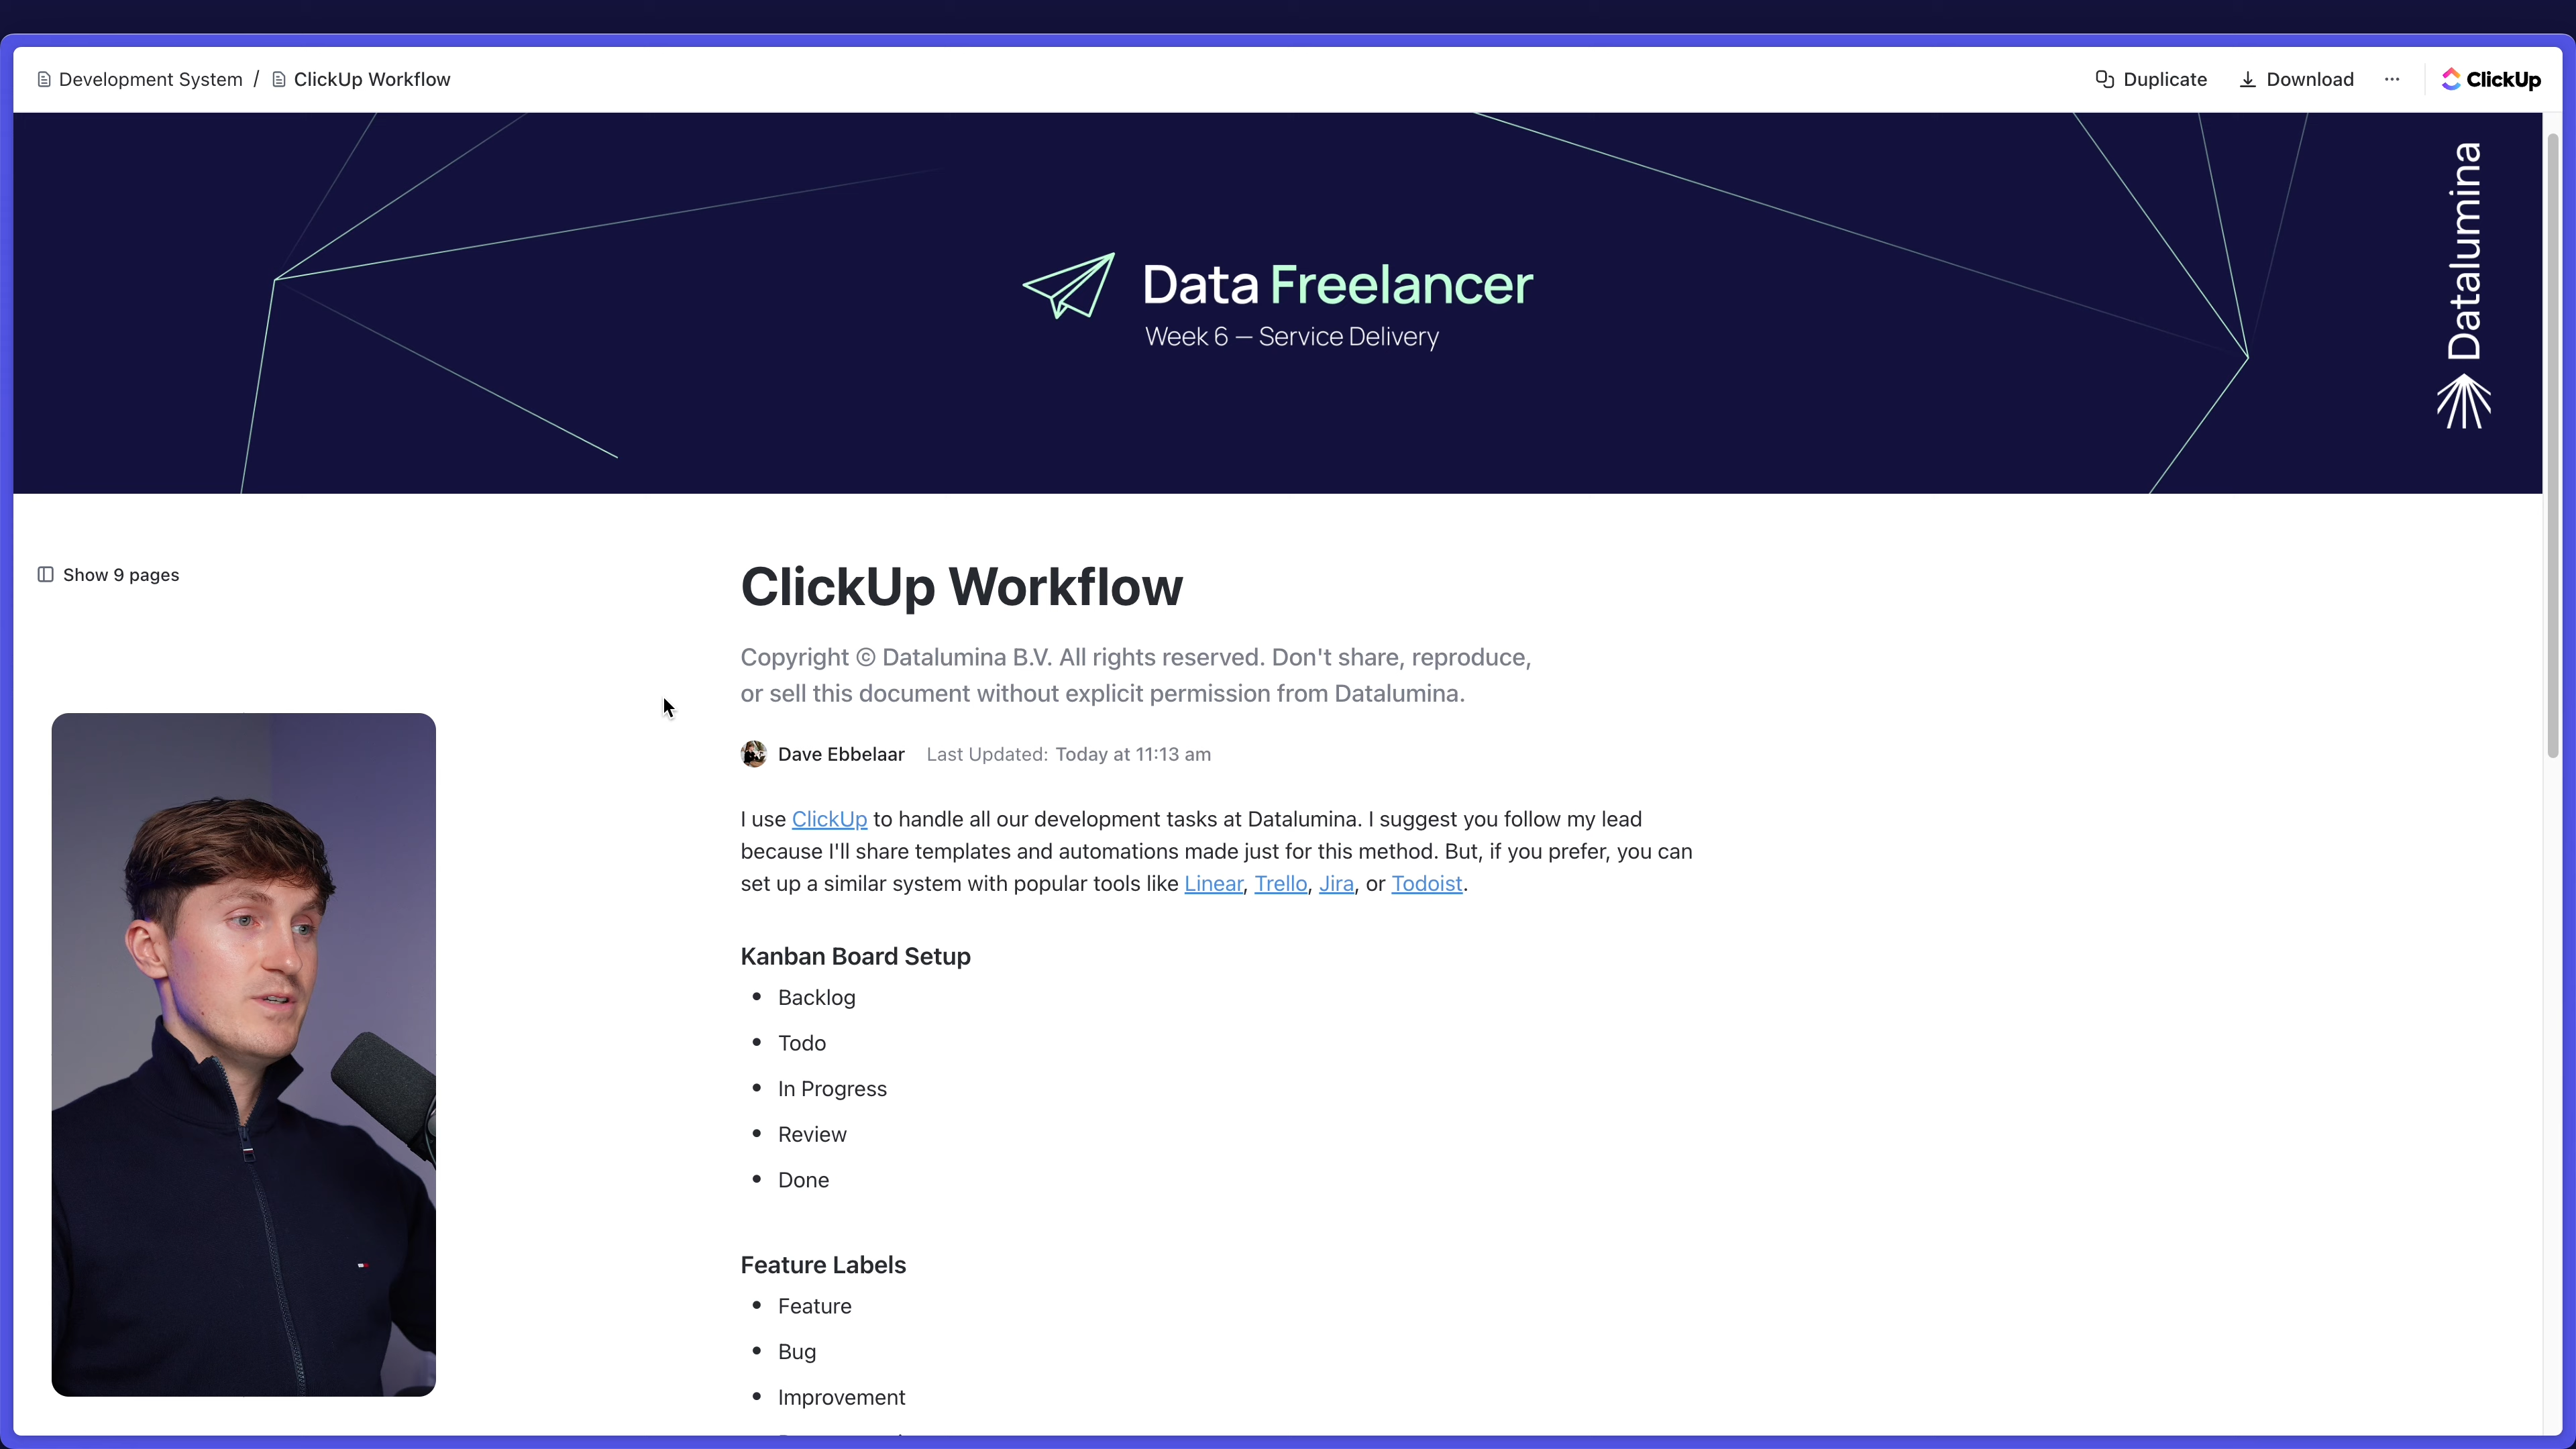 Development System / ClickUp Workflow
Duplicate
Download
ClickUp
Data Freelancer
Week 6 — Service Delivery
Datalumina
Show 9 pages
ClickUp Workflow
Copyright © Datalumina B.V. All rights reserved. Don't share, reproduce,
or sell this document without explicit permission from Datalumina.
Dave Ebbelaar Last Updated: Today at 11:13 am
I use ClickUp to handle all our development tasks at Datalumina. I suggest you follow my lead
because I'll share templates and automations made just for this method. But, if you prefer, you can
set up a similar system with popular tools like Linear, Trello, Jira, or Todoist.
Kanban Board Setup
• Backlog
• Todo
• In Progress
• Review
• Done
Feature Labels
• Feature
• Bug
• Improvement